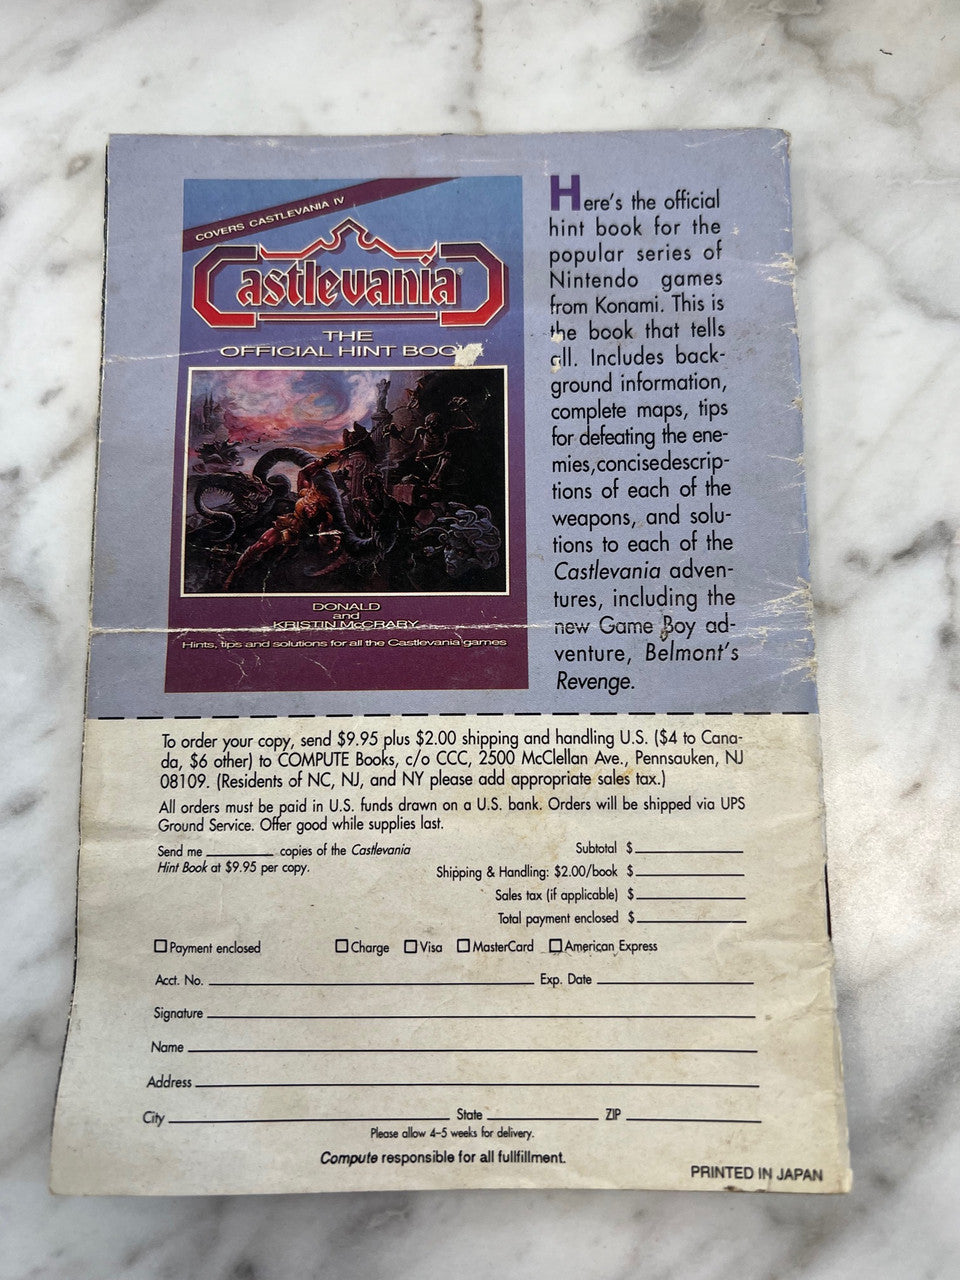 COVERS CASTLEVANIA IV
Castlevania
THE
OFFICIAL HINT BOOK
DONALD
and
KRISTIN McCRARY
Hints, tips and solutions for all the Castlevania games
Here's the official
hint book for the
popular series of
Nintendo games
from Konami. This is
the book that tells
all. Includes back-
ground information,
complete maps, tips
for defeating the ene-
mies,concisedescrip-
tions of each of the
weapons, and solu-
tions to each of the
Castlevania adven-
tures, including the
new Game Boy ad-
venture, Belmont's
Revenge.
To order your copy, send $9.95 plus $2.00 shipping and handling U.S. ($4 to Cana-
da, $6 other) to COMPUTE Books, c/o CCC, 2500 McClellan Ave., Pennsauken, NJ
08109. (Residents of NC, NJ, and NY please add appropriate sales tax.)
All orders must be paid in U.S. funds drawn on a U.S. bank. Orders will be shipped via UPS
Ground Service. Offer good while supplies last.
Send me ________ copies of the Castlevania
Hint Book at $9.95 per copy.
Subtotal $
Shipping & Handling: $2.00/book $
Sales tax (if applicable) $
Total payment enclosed $
☐ Payment enclosed ☐ Charge ☐ Visa ☐ MasterCard ☐ American Express
Acct. No. Exp. Date
Signature
Name
Address
City State ZIP
Please allow 4–5 weeks for delivery.
Compute responsible for all fullfillment.
PRINTED IN JAPAN